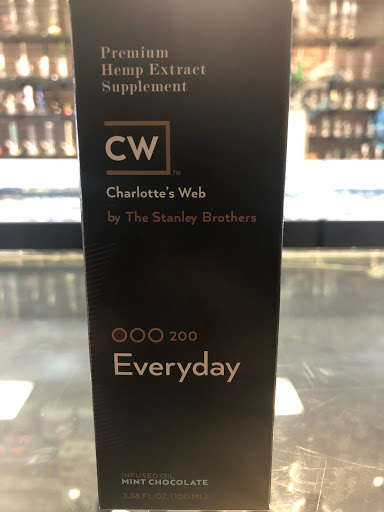 Premium
Hemp Extract
Supplement
CW™
Charlotte's Web
by The Stanley Brothers
200
Everyday
INFUSED OIL
MINT CHOCOLATE
3.38 FL OZ. (100 ML)